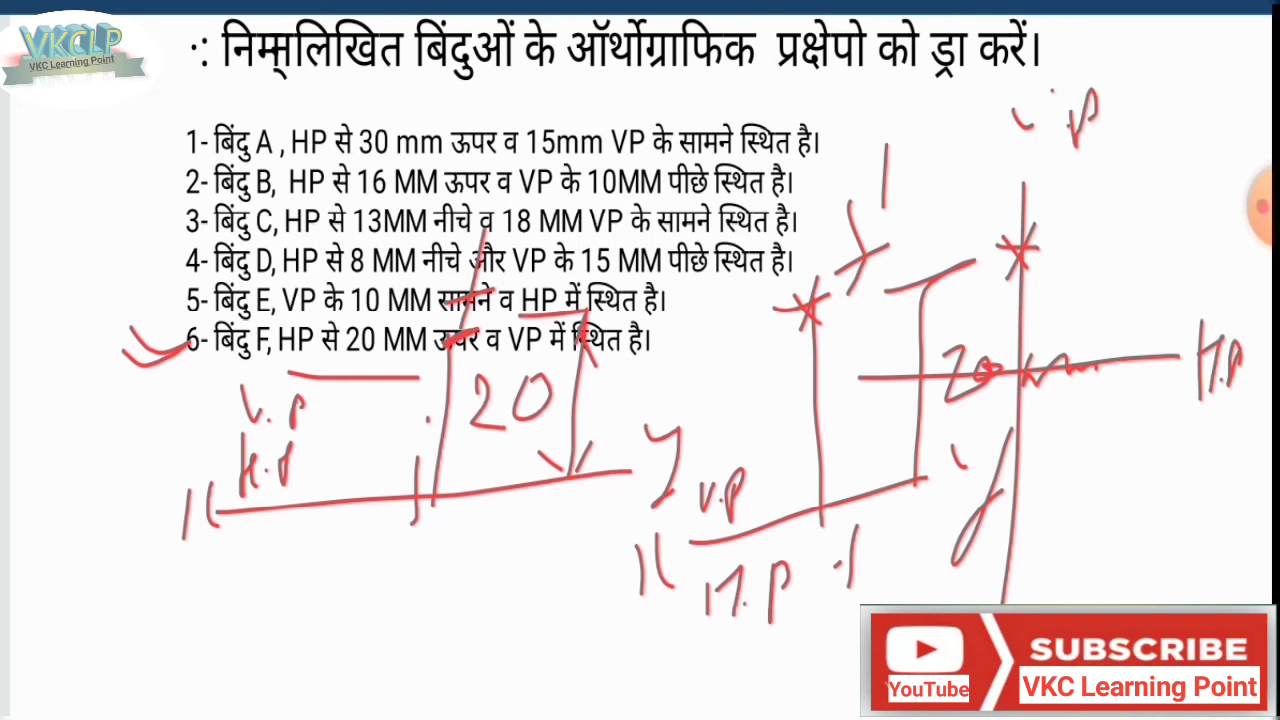 VKCLP
VKC Learning Point
·: निम्म्नलिखित बिंदुओं के ऑर्थोग्राफिक प्रक्षेपो को ड्रा करें।
1- बिंदु A , HP से 30 mm ऊपर व 15mm VP के सामने स्थित है।
2- बिंदु B, HP से 16 MM ऊपर व VP के 10MM पीछे स्थित है।
3- बिंदु C, HP से 13MM नीचे व 18 MM VP के सामने स्थित है।
4- बिंदु D, HP से 8 MM नीचे और VP के 15 MM पीछे स्थित है।
5- बिंदु E, VP के 10 MM सामने व HP में स्थित है।
6- बिंदु F, HP से 20 MM ऊपर व VP में स्थित है।
V.P
H.P
20
V.P
H.P
20 mm
V.P
H.P
SUBSCRIBE
YouTube
VKC Learning Point